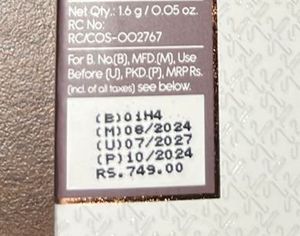 Net Qty.: 1.6 g / 0.05 oz.
RC No:
RC/COS-002767
For B. No(B), MFD.(M), Use
Before (U), PKD.(P), MRP Rs.
(incl. of all taxes) see below.
(B)01H4
(M)08/2024
(U)07/2027
(P)10/2024
RS.749.00